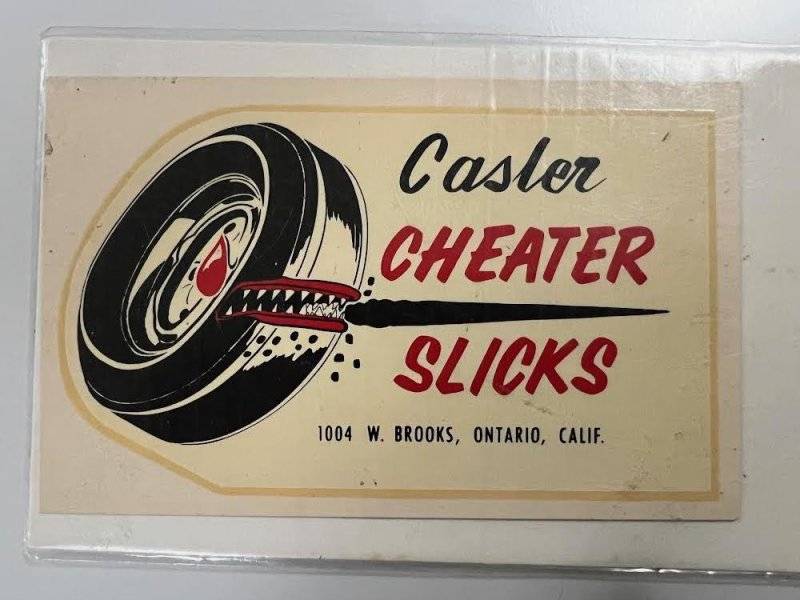 Casler
CHEATER
SLICKS
1004 W. BROOKS, ONTARIO, CALIF.